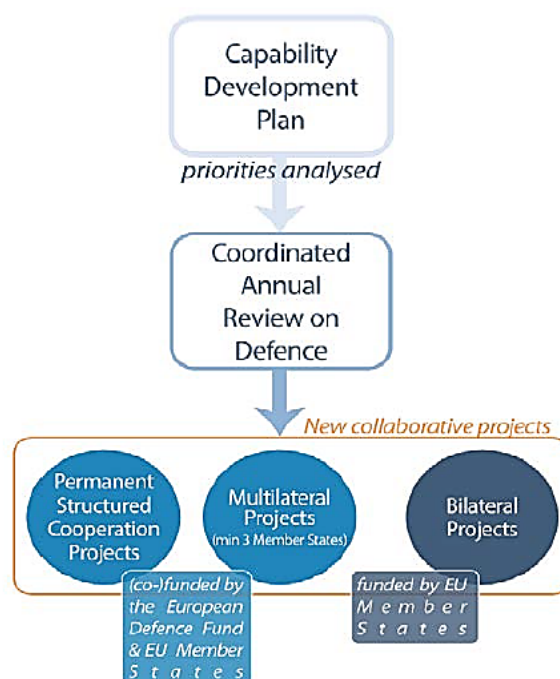 Capability
Development
Plan
priorities analysed
Coordinated
Annual
Review on
Defence
New collaborative projects
Permanent
Structured
Cooperation
Projects
Multilateral
Projects
(min 3 Member States)
Bilateral
Projects
(co-)funded by
the European
Defence Fund
& EU Member
States
funded by EU
Member
States